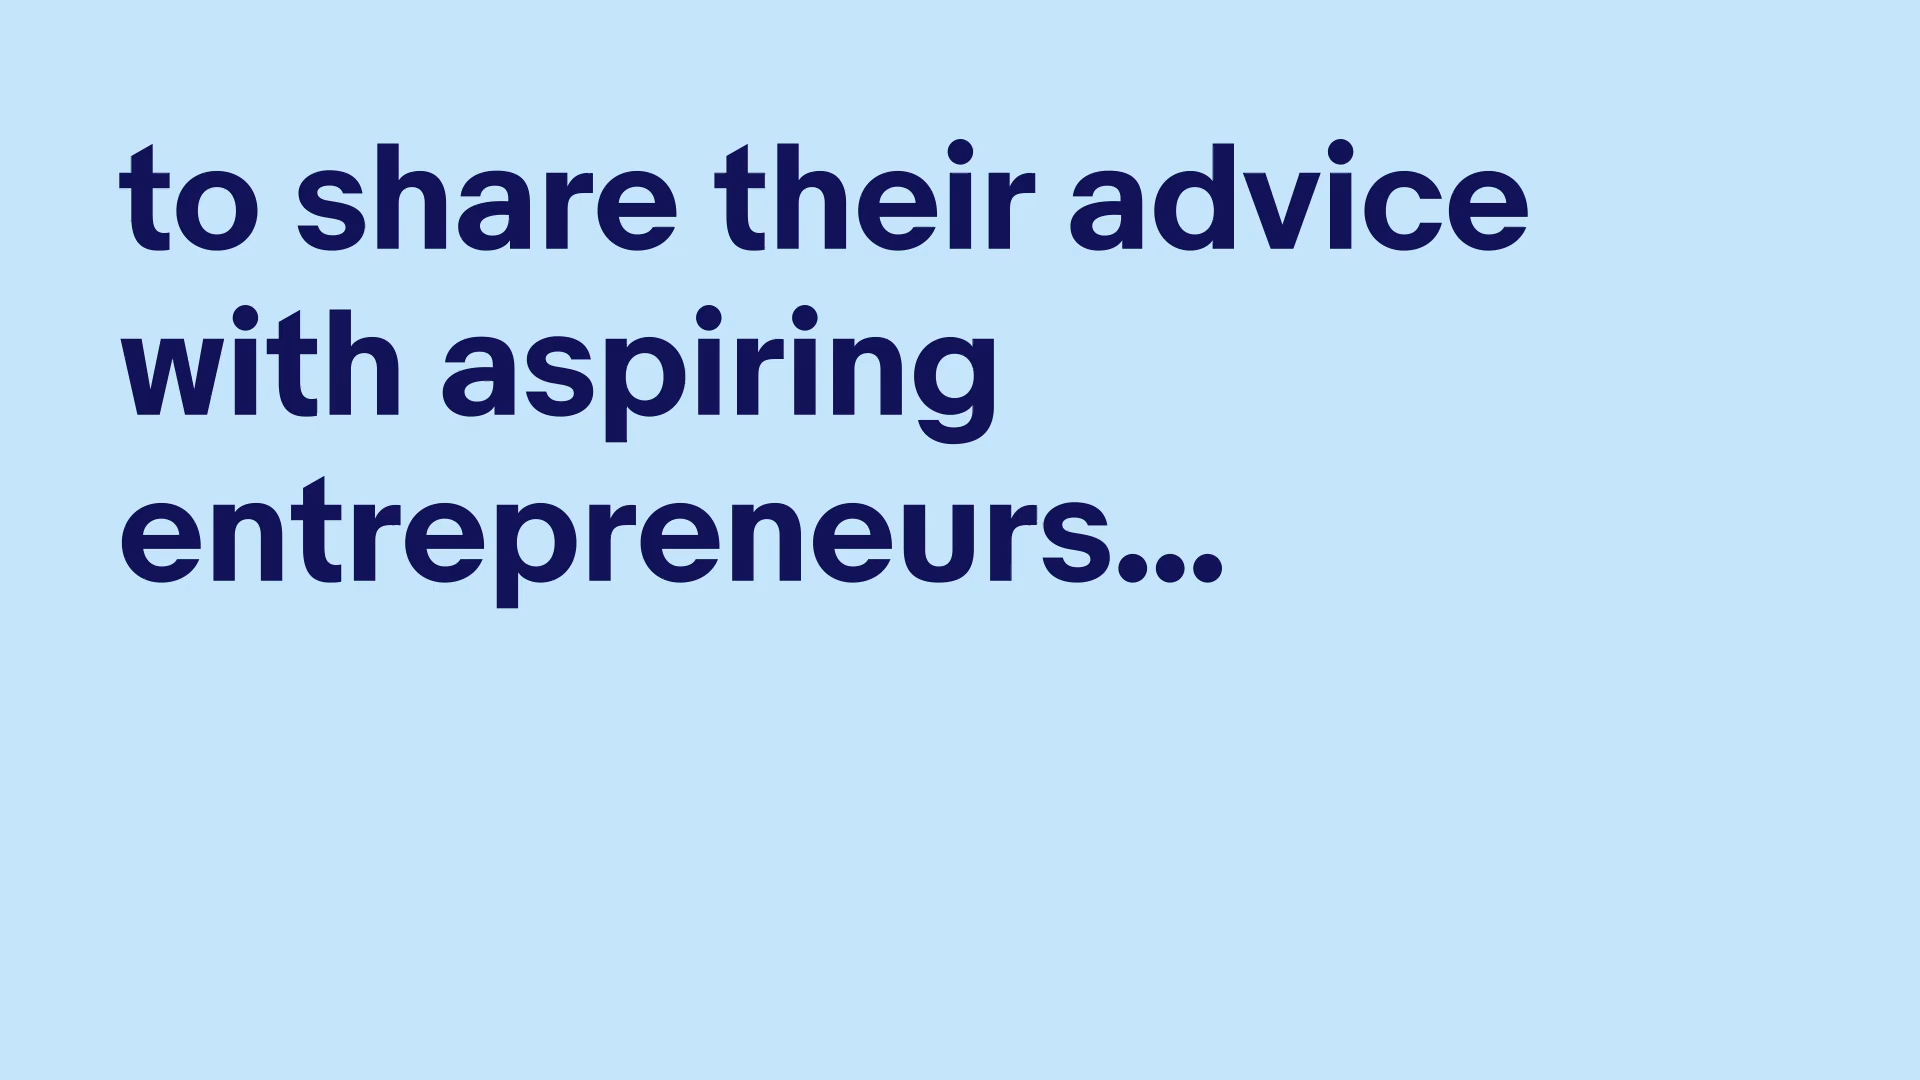 to share their advice
with aspiring
entrepreneurs...